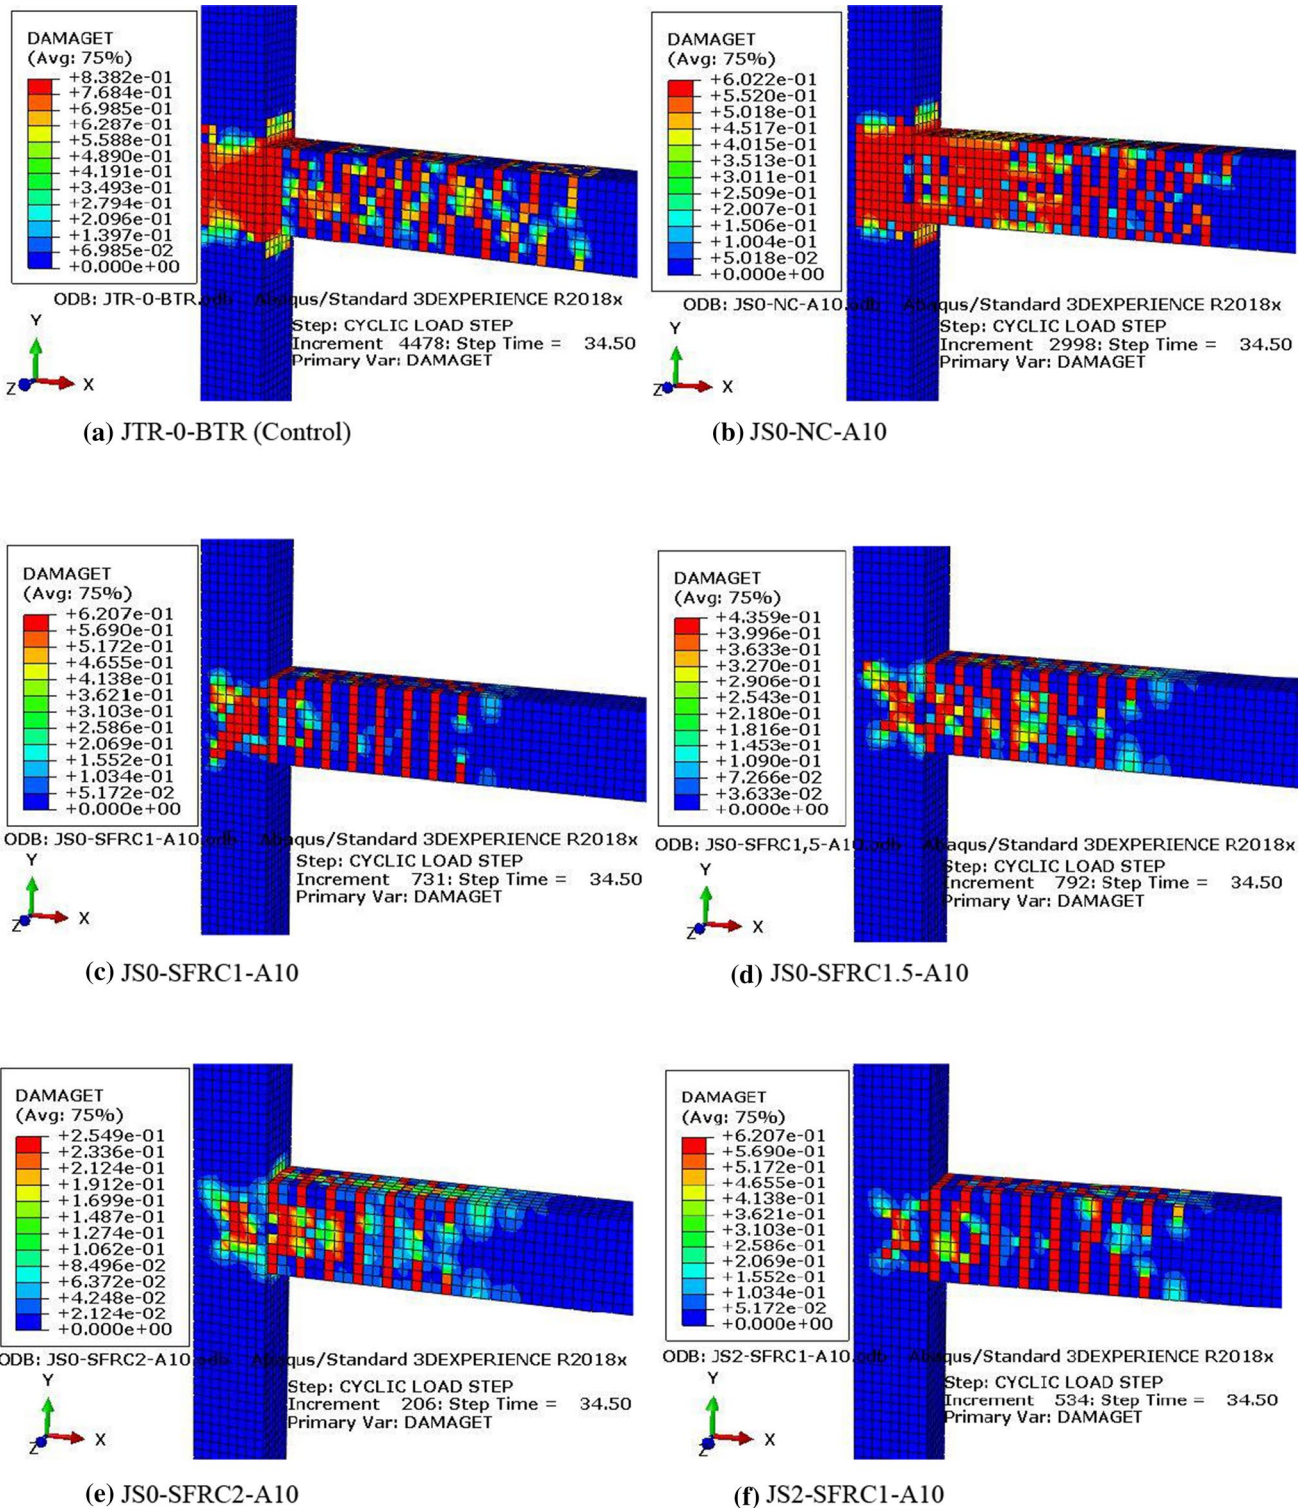 DAMAGET
(Avg: 75%)
+8.382e-01
+7.684e-01
+6.985e-01
+6.287e-01
+5.588e-01
+4.890e-01
+4.191e-01
+3.493e-01
+2.794e-01
+2.096e-01
+1.397e-01
+6.985e-02
+0.000e+00
ODB: JTR-0-BTR.odb Abaqus/Standard 3DEXPERIENCE R2018x
Step: CYCLIC LOAD STEP
Increment 4478: Step Time = 34.50
Primary Var: DAMAGET
Y
Z X
(a) JTR-0-BTR (Control)
DAMAGET
(Avg: 75%)
+6.022e-01
+5.520e-01
+5.018e-01
+4.517e-01
+4.015e-01
+3.513e-01
+3.011e-01
+2.509e-01
+2.007e-01
+1.506e-01
+1.004e-01
+5.018e-02
+0.000e+00
ODB: JS0-NC-A10.odb Abaqus/Standard 3DEXPERIENCE R2018x
Step: CYCLIC LOAD STEP
Increment 2998: Step Time = 34.50
Primary Var: DAMAGET
Y
Z X
(b) JS0-NC-A10
DAMAGET
(Avg: 75%)
+6.207e-01
+5.690e-01
+5.172e-01
+4.655e-01
+4.138e-01
+3.621e-01
+3.103e-01
+2.586e-01
+2.069e-01
+1.552e-01
+1.034e-01
+5.172e-02
+0.000e+00
ODB: JS0-SFRC1-A10.odb Abaqus/Standard 3DEXPERIENCE R2018x
Step: CYCLIC LOAD STEP
Increment 731: Step Time = 34.50
Primary Var: DAMAGET
Y
Z X
(c) JS0-SFRC1-A10
DAMAGET
(Avg: 75%)
+4.359e-01
+3.996e-01
+3.633e-01
+3.270e-01
+2.906e-01
+2.543e-01
+2.180e-01
+1.816e-01
+1.453e-01
+1.090e-01
+7.266e-02
+3.633e-02
+0.000e+00
ODB: JS0-SFRC1,5-A10.odb Abaqus/Standard 3DEXPERIENCE R2018x
Step: CYCLIC LOAD STEP
Increment 792: Step Time = 34.50
Primary Var: DAMAGET
Y
Z X
(d) JS0-SFRC1.5-A10
DAMAGET
(Avg: 75%)
+2.549e-01
+2.336e-01
+2.124e-01
+1.912e-01
+1.699e-01
+1.487e-01
+1.274e-01
+1.062e-01
+8.496e-02
+6.372e-02
+4.248e-02
+2.124e-02
+0.000e+00
ODB: JS0-SFRC2-A10.odb Abaqus/Standard 3DEXPERIENCE R2018x
Step: CYCLIC LOAD STEP
Increment 206: Step Time = 34.50
Primary Var: DAMAGET
Y
Z X
(e) JS0-SFRC2-A10
DAMAGET
(Avg: 75%)
+6.207e-01
+5.690e-01
+5.172e-01
+4.655e-01
+4.138e-01
+3.621e-01
+3.103e-01
+2.586e-01
+2.069e-01
+1.552e-01
+1.034e-01
+5.172e-02
+0.000e+00
ODB: JS2-SFRC1-A10.odb Abaqus/Standard 3DEXPERIENCE R2018x
Step: CYCLIC LOAD STEP
Increment 534: Step Time = 34.50
Primary Var: DAMAGET
Y
Z X
(f) JS2-SFRC1-A10